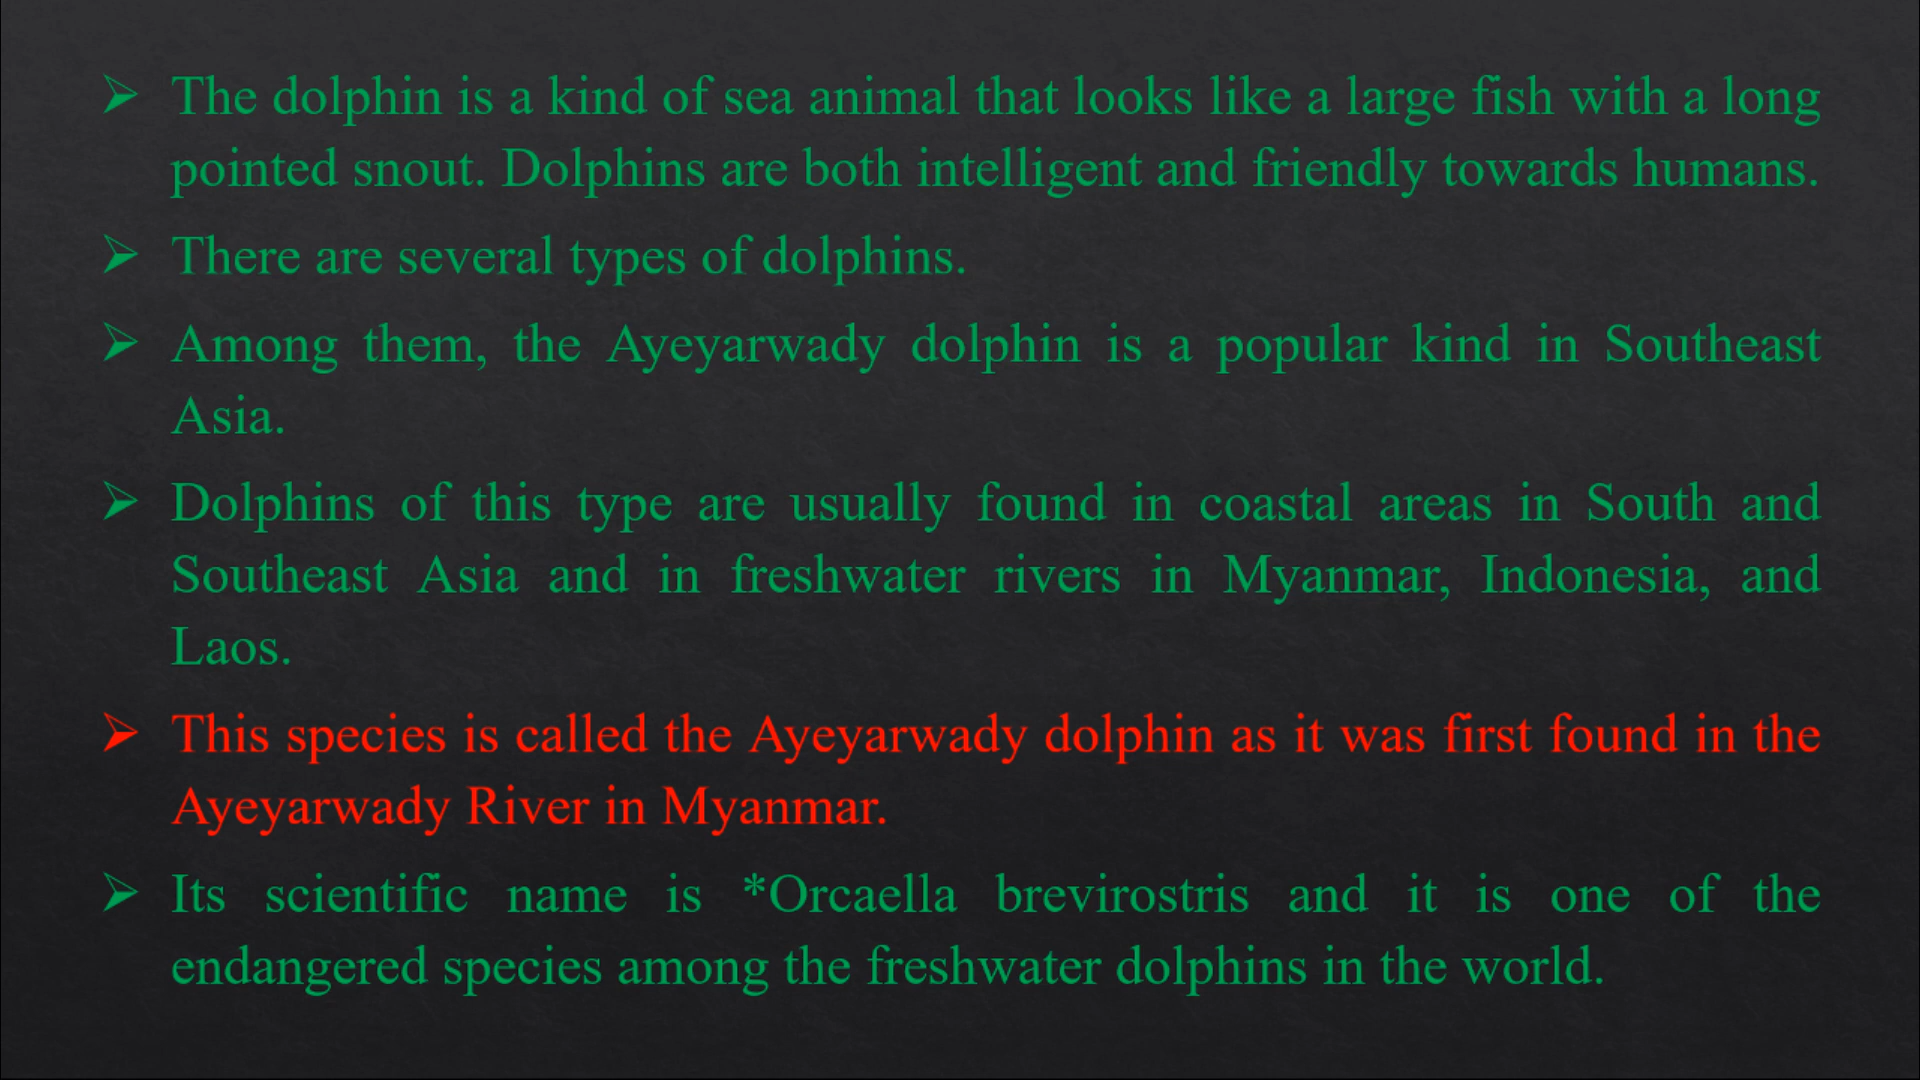 ➢ The dolphin is a kind of sea animal that looks like a large fish with a long
pointed snout. Dolphins are both intelligent and friendly towards humans.
➢ There are several types of dolphins.
➢ Among them, the Ayeyarwady dolphin is a popular kind in Southeast
Asia.
➢ Dolphins of this type are usually found in coastal areas in South and
Southeast Asia and in freshwater rivers in Myanmar, Indonesia, and
Laos.
➢ This species is called the Ayeyarwady dolphin as it was first found in the
Ayeyarwady River in Myanmar.
➢ Its scientific name is *Orcaella brevirostris and it is one of the
endangered species among the freshwater dolphins in the world.